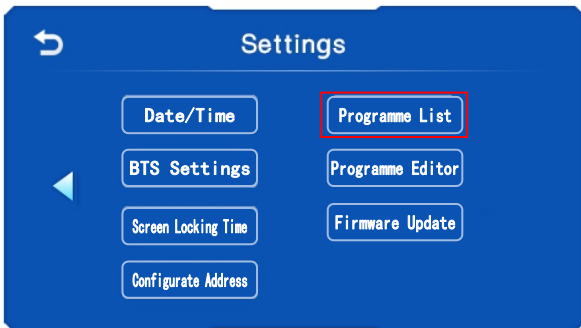 Settings
Date/Time
Programme List
BTS Settings
Programme Editor
Screen Locking Time
Firmware Update
Configurate Address